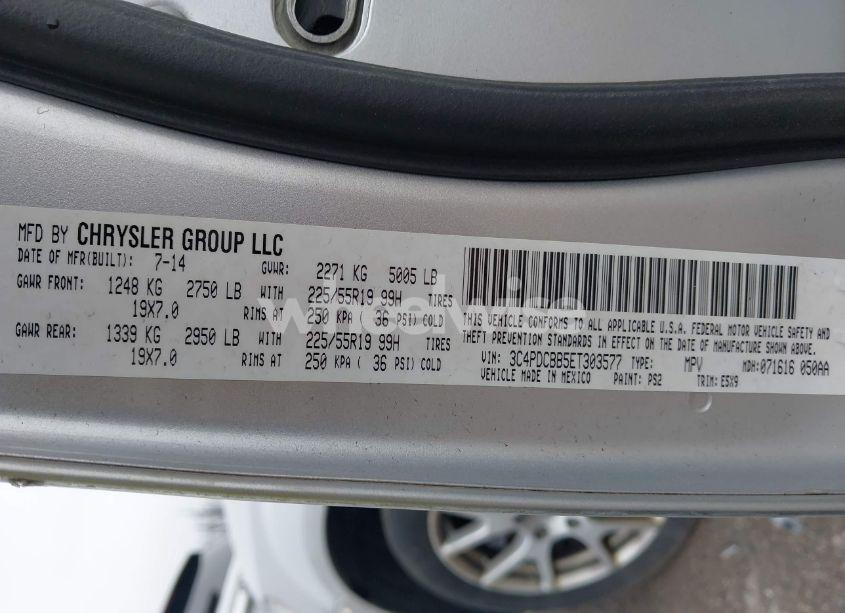 MFD BY CHRYSLER GROUP LLC
DATE OF MFR(BUILT): 7-14 GVWR: 2271 KG 5005 LB
GAWR FRONT: 1248 KG 2750 LB WITH 225/55R19 99H TIRES
19X7.0 RIMS AT 250 KPA ( 36 PSI) COLD
GAWR REAR: 1339 KG 2950 LB WITH 225/55R19 99H TIRES
19X7.0 RIMS AT 250 KPA ( 36 PSI) COLD
THIS VEHICLE CONFORMS TO ALL APPLICABLE U.S.A. FEDERAL MOTOR VEHICLE SAFETY AND
THEFT PREVENTION STANDARDS IN EFFECT ON THE DATE OF MANUFACTURE SHOWN ABOVE.
VIN: 3C4PDCBB5ET303577 TYPE: MPV MDH: 071616 050AA
VEHICLE MADE IN MEXICO PAINT: PS2 TRIM: E5X9
wheelwise